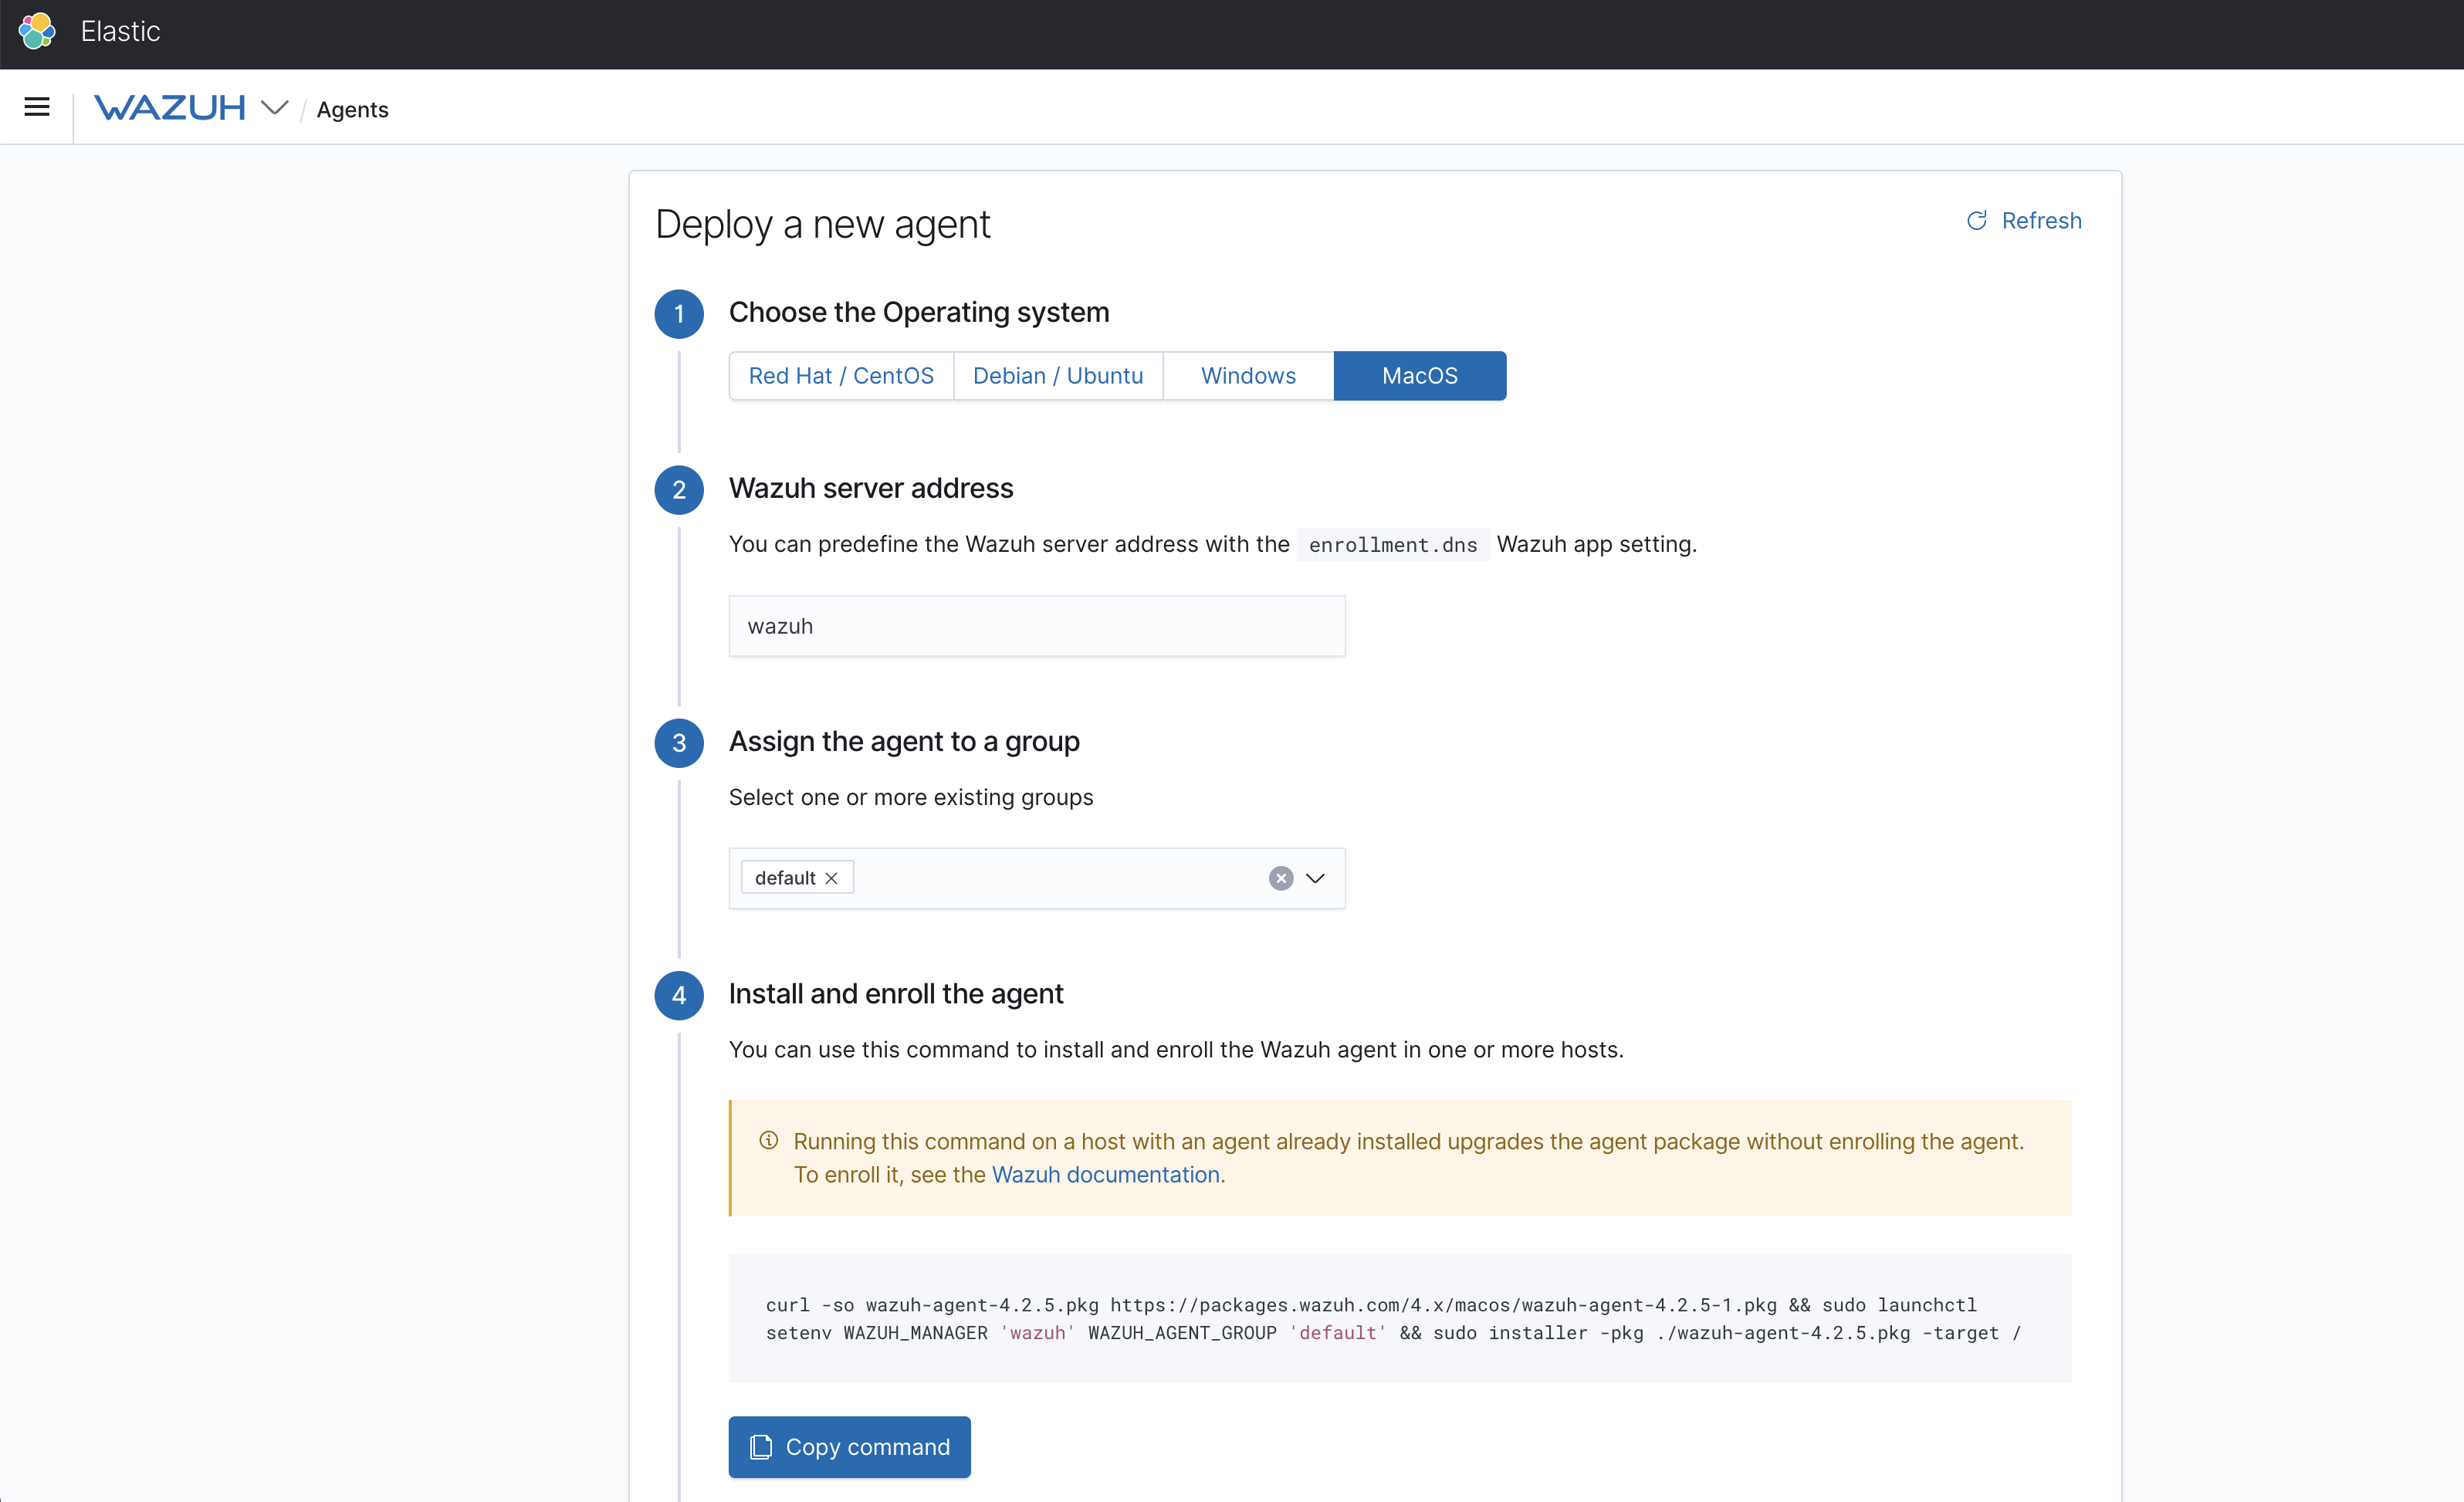 Elastic
WAZUH / Agents
Deploy a new agent
Refresh
1 Choose the Operating system
Red Hat / CentOS Debian / Ubuntu Windows MacOS
2 Wazuh server address
You can predefine the Wazuh server address with the enrollment.dns Wazuh app setting.
wazuh
3 Assign the agent to a group
Select one or more existing groups
default
4 Install and enroll the agent
You can use this command to install and enroll the Wazuh agent in one or more hosts.
Running this command on a host with an agent already installed upgrades the agent package without enrolling the agent.
To enroll it, see the Wazuh documentation.
curl -so wazuh-agent-4.2.5.pkg https://packages.wazuh.com/4.x/macos/wazuh-agent-4.2.5-1.pkg && sudo launchctl
setenv WAZUH_MANAGER 'wazuh' WAZUH_AGENT_GROUP 'default' && sudo installer -pkg ./wazuh-agent-4.2.5.pkg -target /
Copy command